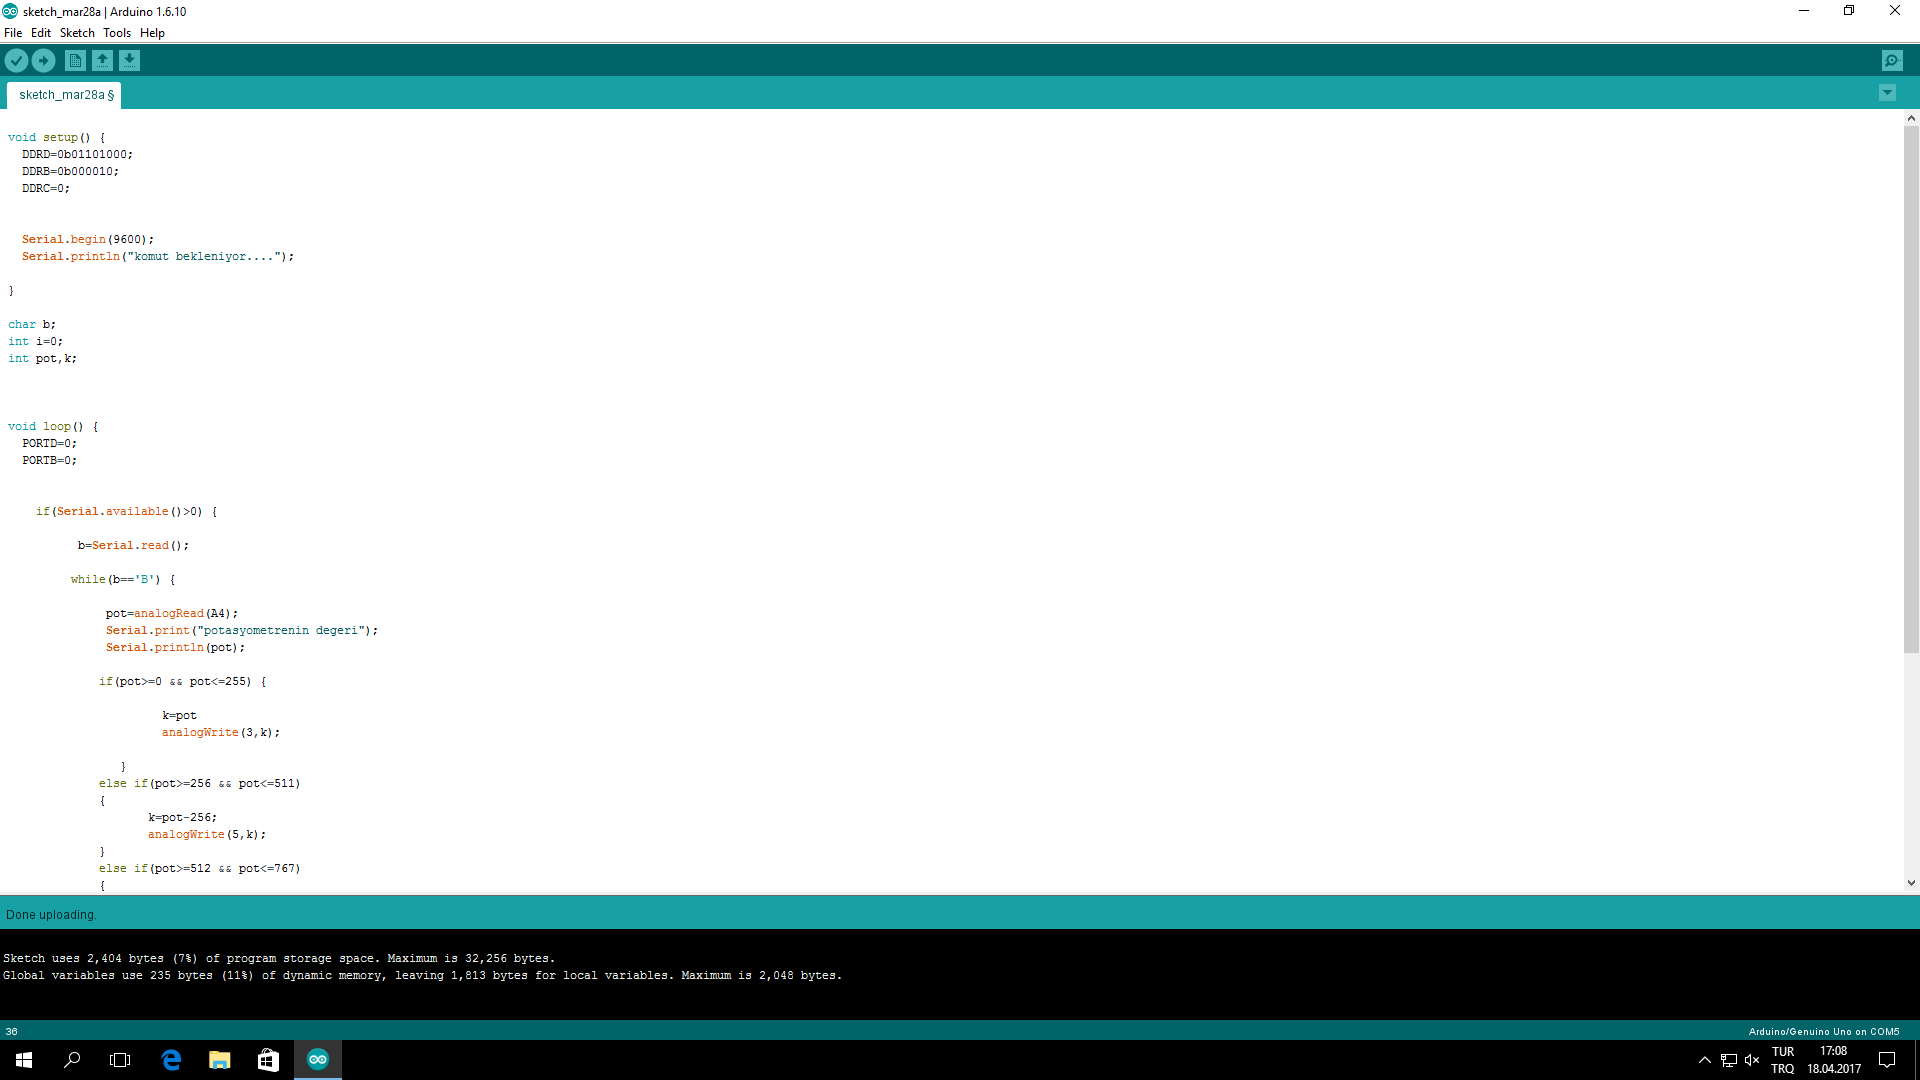 sketch_mar28a | Arduino 1.6.10
File Edit Sketch Tools Help
sketch_mar28a §
void setup() {
DDRD=0b01101000;
DDRB=0b000010;
DDRC=0;
Serial.begin(9600);
Serial.println("komut bekleniyor....");
}
char b;
int i=0;
int pot,k;
void loop() {
PORTD=0;
PORTB=0;
if(Serial.available()>0) {
b=Serial.read();
while(b=='B') {
pot=analogRead(A4);
Serial.print("potasyometrenin degeri");
Serial.println(pot);
if(pot>=0 && pot<=255) {
k=pot
analogWrite(3,k);
}
else if(pot>=256 && pot<=511)
{
k=pot-256;
analogWrite(5,k);
}
else if(pot>=512 && pot<=767)
{
Done uploading.
Sketch uses 2,404 bytes (7%) of program storage space. Maximum is 32,256 bytes.
Global variables use 235 bytes (11%) of dynamic memory, leaving 1,813 bytes for local variables. Maximum is 2,048 bytes.
36 Arduino/Genuino Uno on COM5
TUR 17:08
TRQ 18.04.2017